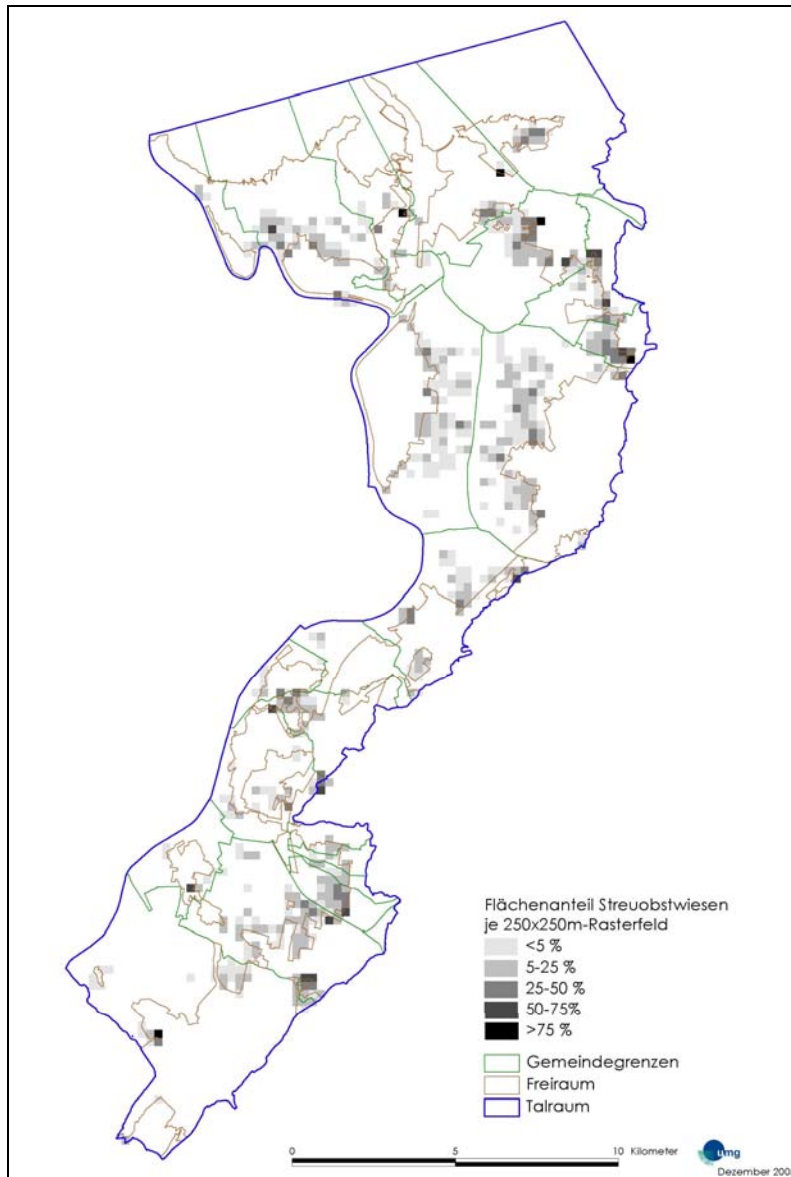 Flächenanteil Streuobstwiesen
je 250x250m-Rasterfeld
<5 %
5-25 %
25-50 %
50-75%
>75 %
Gemeindegrenzen
Freiraum
Talraum
0 5 10 Kilometer
umg
Dezember